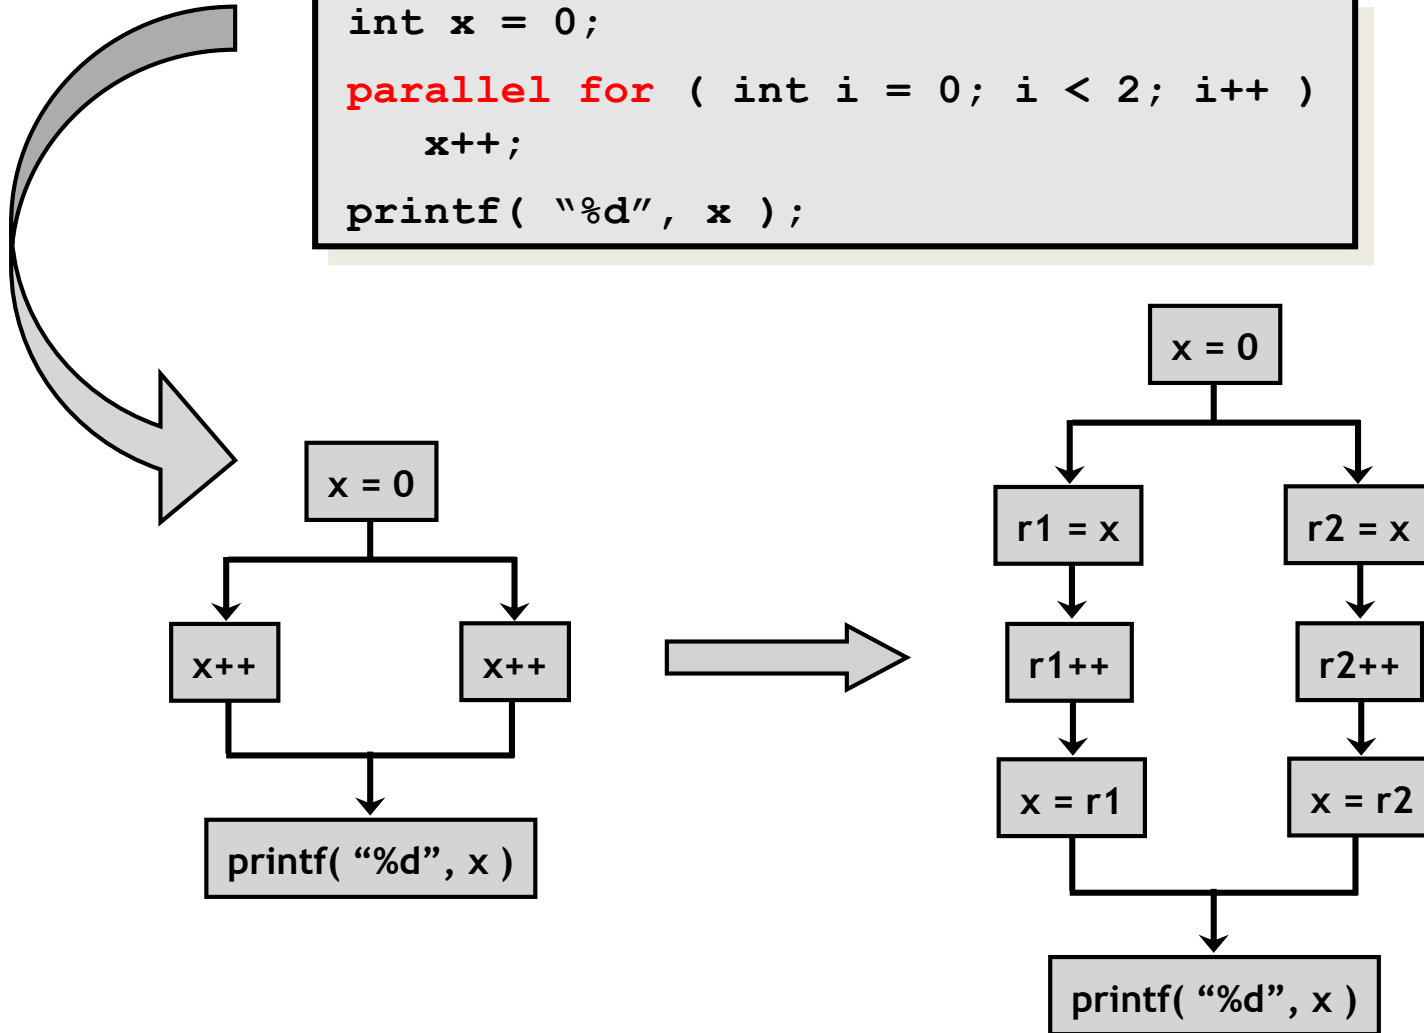 int x = 0;
parallel for ( int i = 0; i < 2; i++ )
x++;
printf( “%d”, x );
x = 0
x++
x++
printf( “%d”, x )
x = 0
r1 = x
r2 = x
r1++
r2++
x = r1
x = r2
printf( “%d”, x )